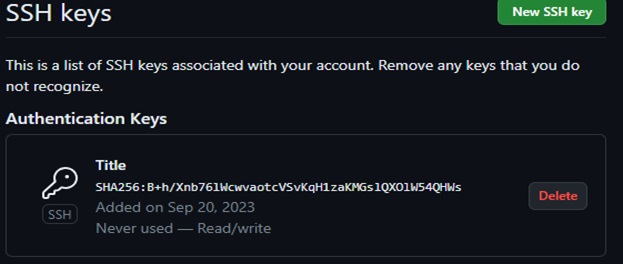 SSH keys
New SSH key
This is a list of SSH keys associated with your account. Remove any keys that you do
not recognize.
Authentication Keys
Title
SHA256:B+h/Xnb761WcwvaotcVSvKqH1zaKMGslQXO1W54QHWs
Added on Sep 20, 2023
SSH
Never used — Read/write
Delete